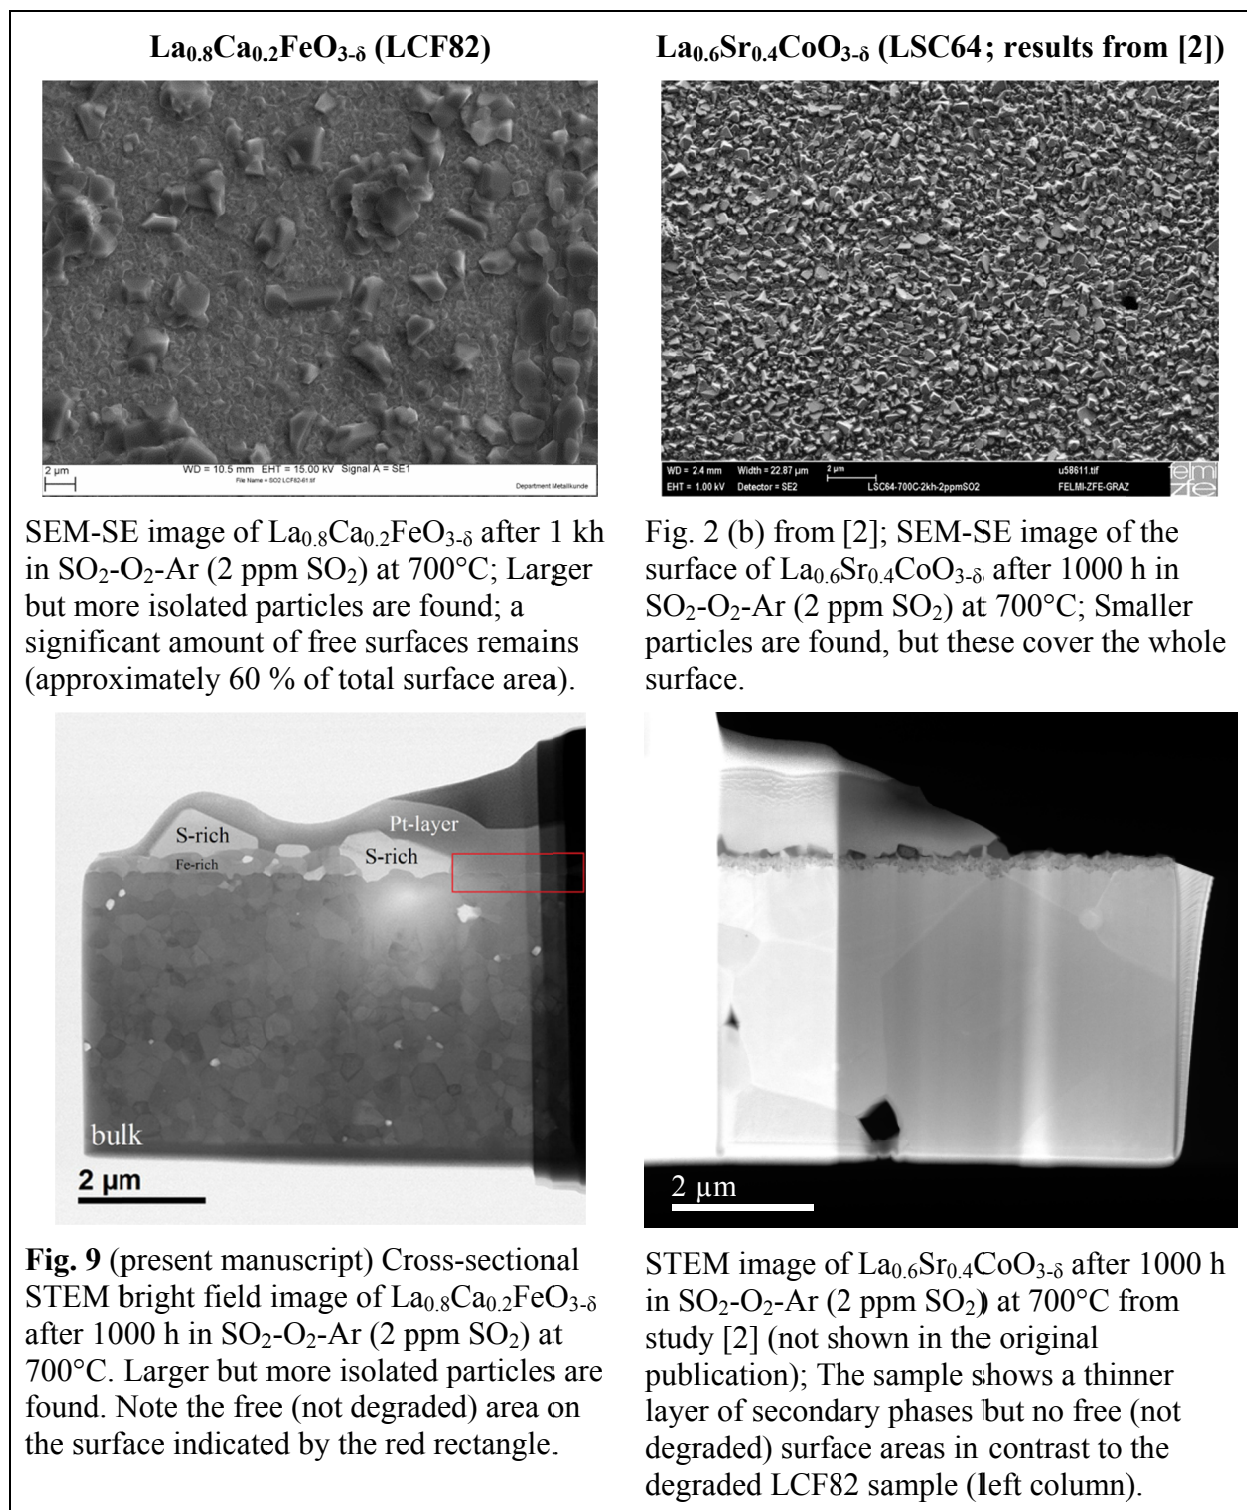 La₀.₈Ca₀.₂FeO₃₋δ (LCF82)
La₀.₆Sr₀.₄CoO₃₋δ (LSC64; results from [2])
2 µm
WD = 10.5 mm EHT = 15.00 kV Signal A = SE1
File Name = SO2 LCF82-61.tif
Department Metallkunde
WD = 2.4 mm Width = 22.87 µm 2 µm u58611.tif
EHT = 1.00 kV Detector = SE2 LSC64-700C-2kh-2ppmSO2 FELMI-ZFE-GRAZ
felmi
zfe
SEM-SE image of La₀.₈Ca₀.₂FeO₃₋δ after 1 kh
in SO₂-O₂-Ar (2 ppm SO₂) at 700°C; Larger
but more isolated particles are found; a
significant amount of free surfaces remains
(approximately 60 % of total surface area).
Fig. 2 (b) from [2]; SEM-SE image of the
surface of La₀.₆Sr₀.₄CoO₃₋δ after 1000 h in
SO₂-O₂-Ar (2 ppm SO₂) at 700°C; Smaller
particles are found, but these cover the whole
surface.
S-rich
Fe-rich
Pt-layer
S-rich
bulk
2 µm
2 µm
Fig. 9 (present manuscript) Cross-sectional
STEM bright field image of La₀.₈Ca₀.₂FeO₃₋δ
after 1000 h in SO₂-O₂-Ar (2 ppm SO₂) at
700°C. Larger but more isolated particles are
found. Note the free (not degraded) area on
the surface indicated by the red rectangle.
STEM image of La₀.₆Sr₀.₄CoO₃₋δ after 1000 h
in SO₂-O₂-Ar (2 ppm SO₂) at 700°C from
study [2] (not shown in the original
publication); The sample shows a thinner
layer of secondary phases but no free (not
degraded) surface areas in contrast to the
degraded LCF82 sample (left column).